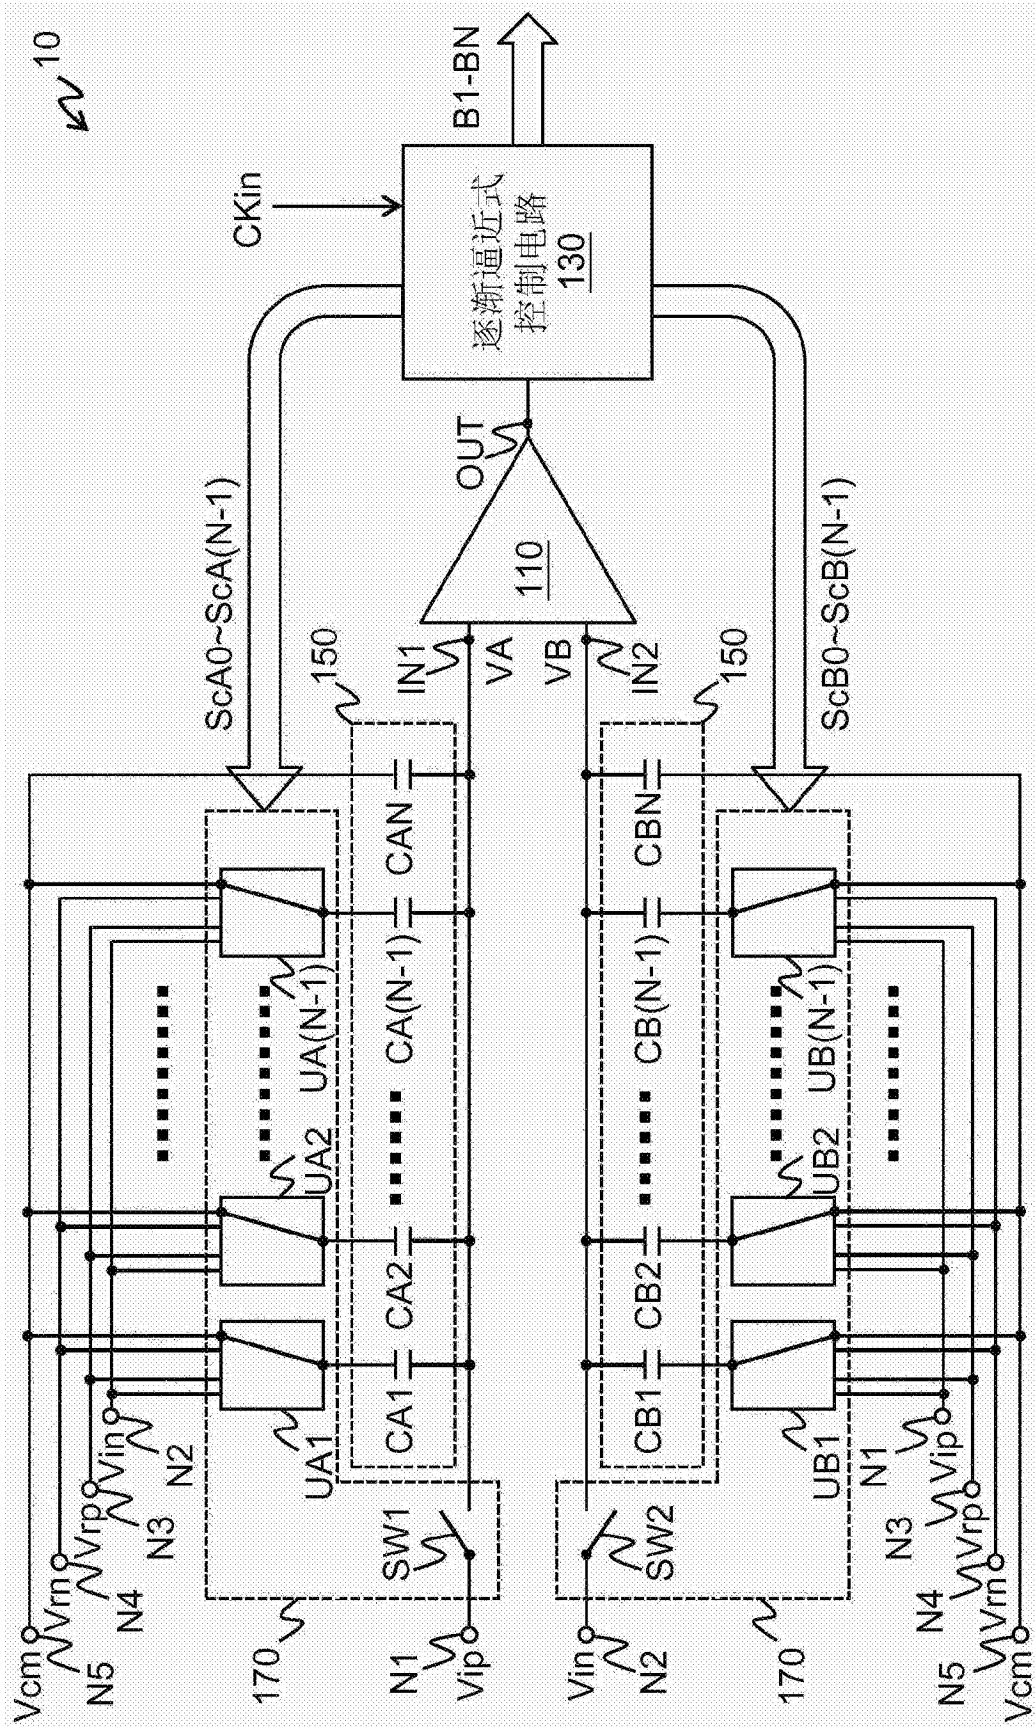 10
B1-BN
CKin
逐渐逼近式
控制电路
130
OUT
110
ScA0~ScA(N-1)
ScB0~ScB(N-1)
IN1
VA
VB
IN2
150
150
CAN
CA(N-1)
CA2
CA1
CBN
CB(N-1)
CB2
CB1
UA(N-1)
UA2
UA1
UB(N-1)
UB2
UB1
SW1
SW2
170
170
Vcm
N5
Vrn
N4
Vrp
N3
Vin
N2
N1
Vip
Vin
N2
N1
Vip
N3
Vrp
N4
Vrn
N5
Vcm